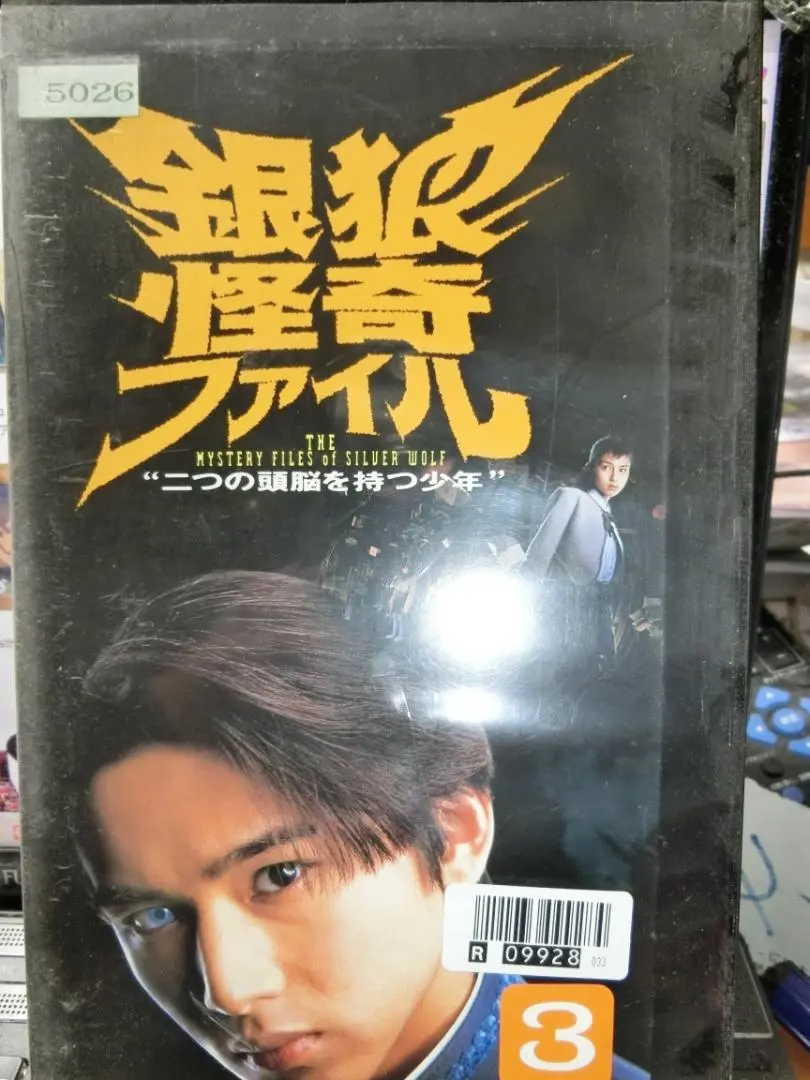 5026
銀狼
怪奇
ファイル
THE
MYSTERY FILES of SILVER WOLF
“二つの頭脳を持つ少年”
R 09928 033
3